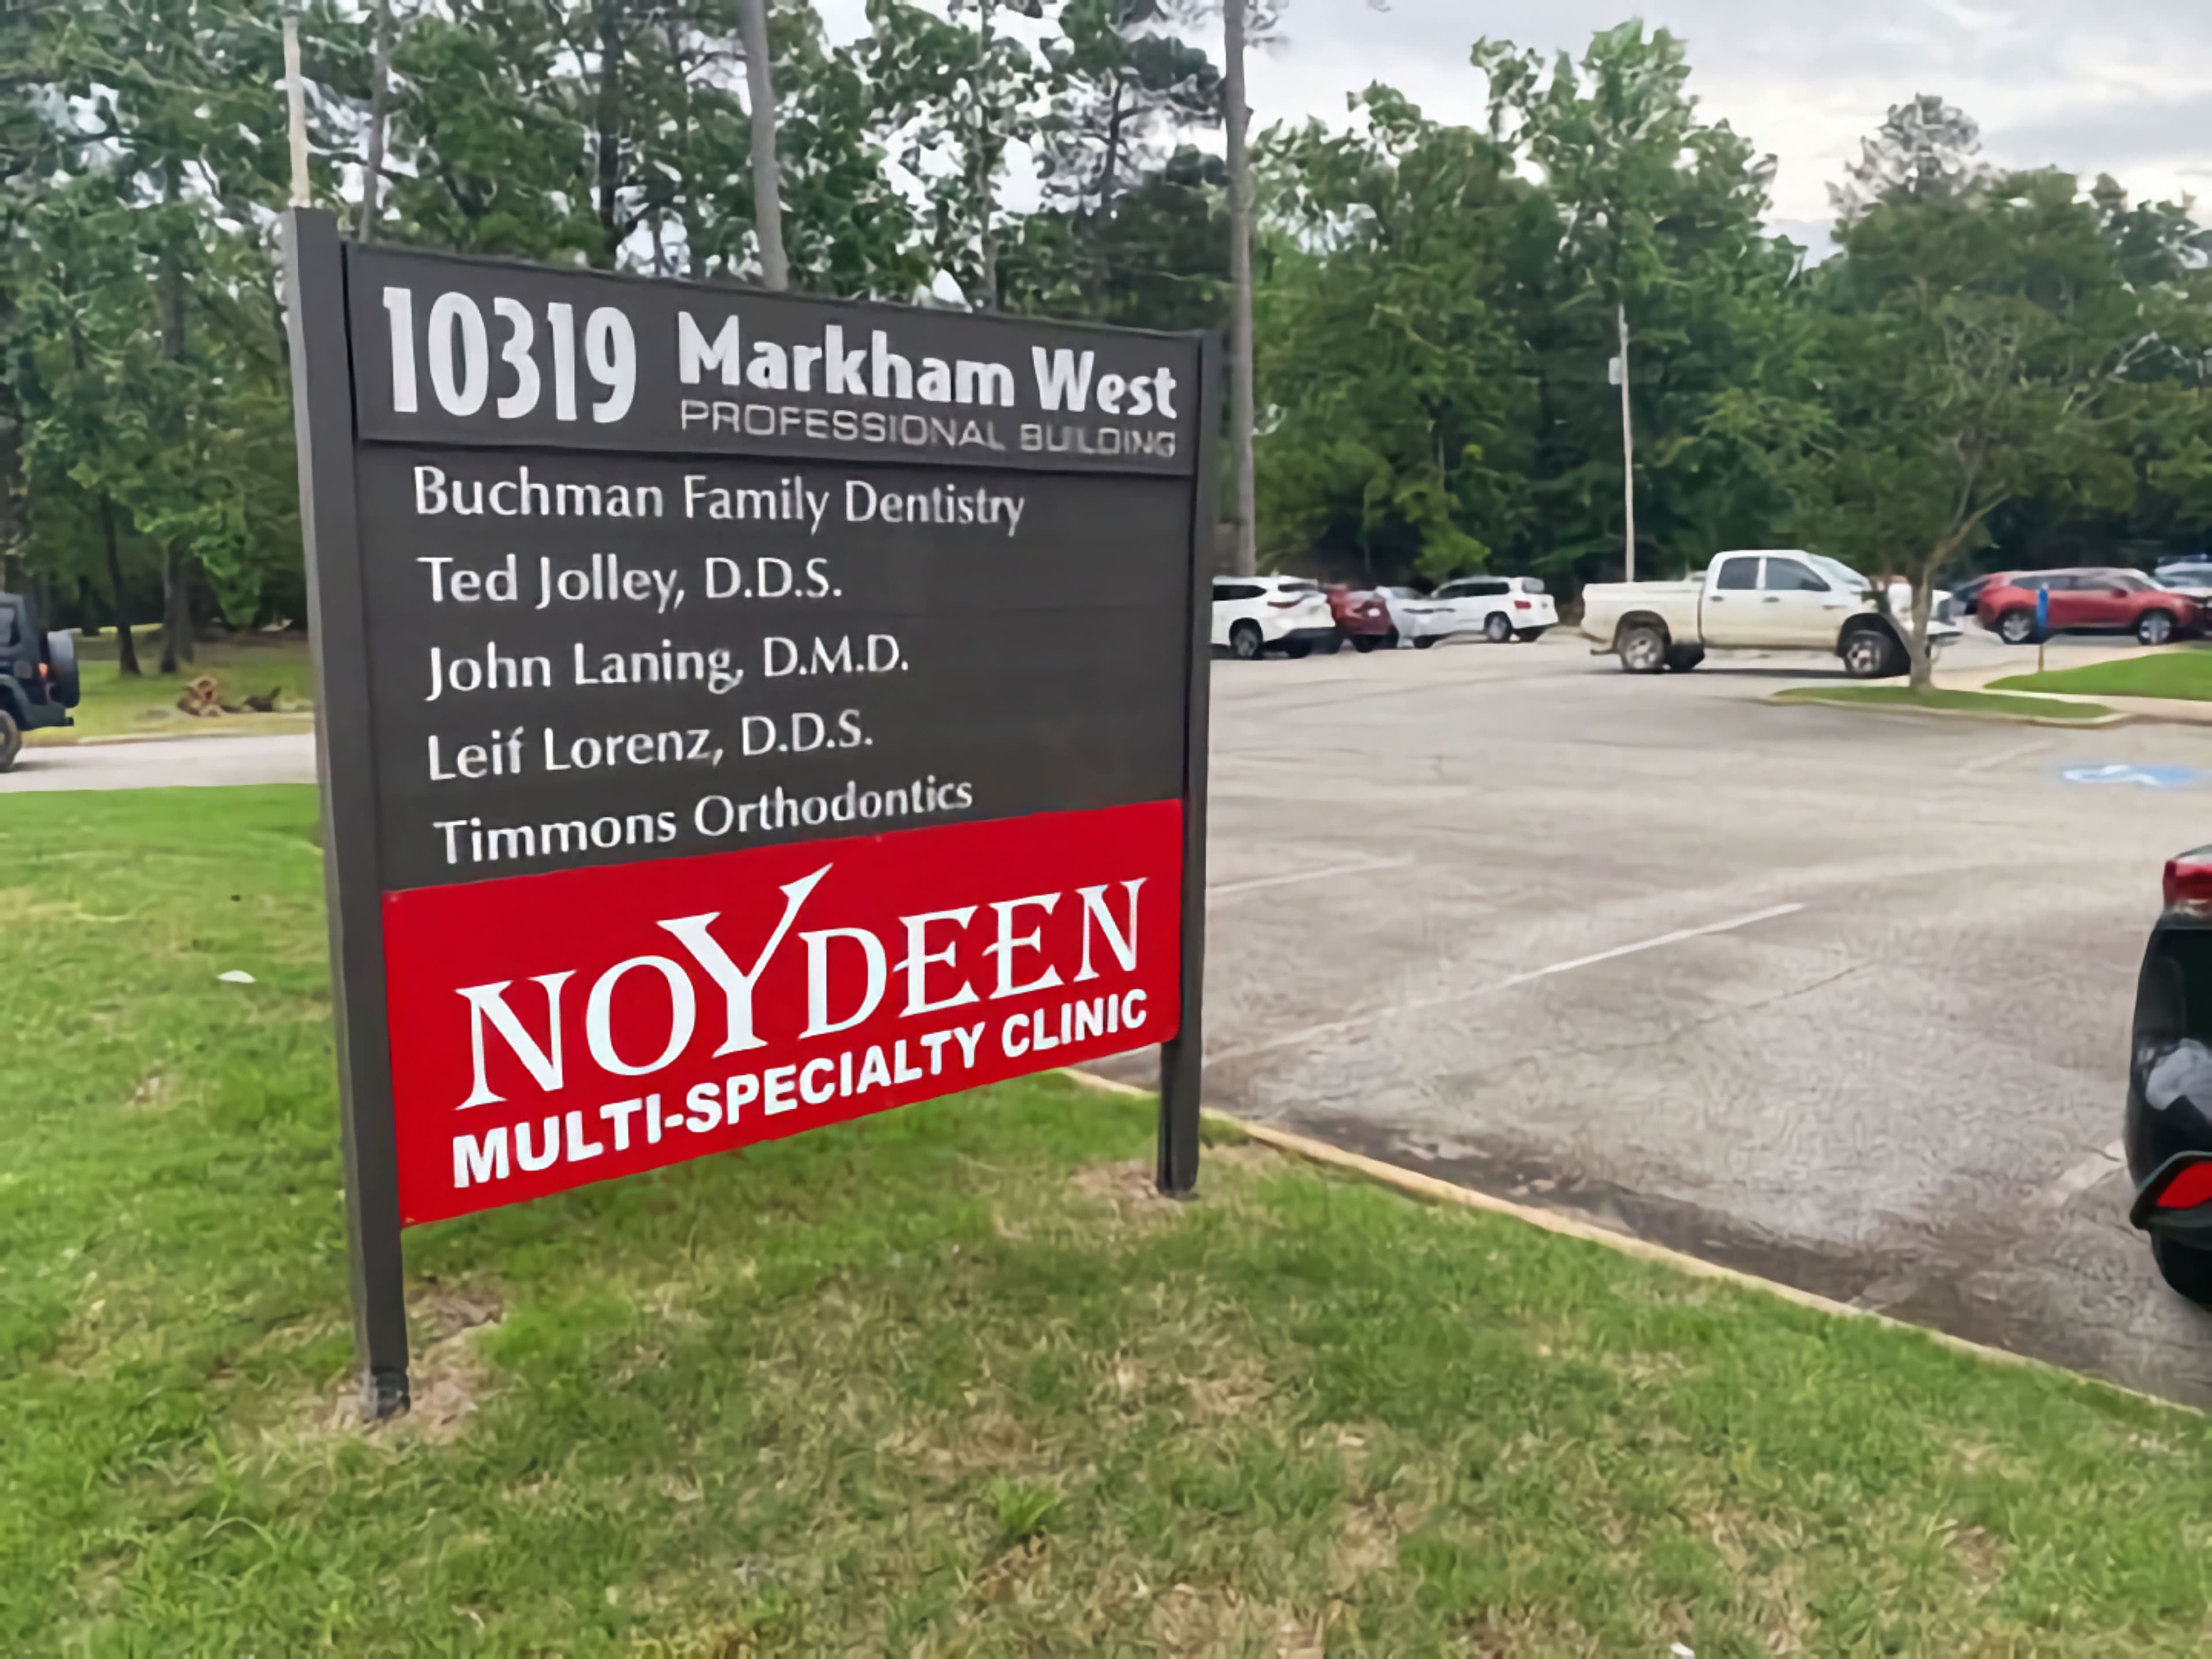 10319 Markham West
PROFESSIONAL BUILDING
Buchman Family Dentistry
Ted Jolley, D.D.S.
John Laning, D.M.D.
Leif Lorenz, D.D.S.
Timmons Orthodontics
NOYDEEN
MULTI-SPECIALTY CLINIC